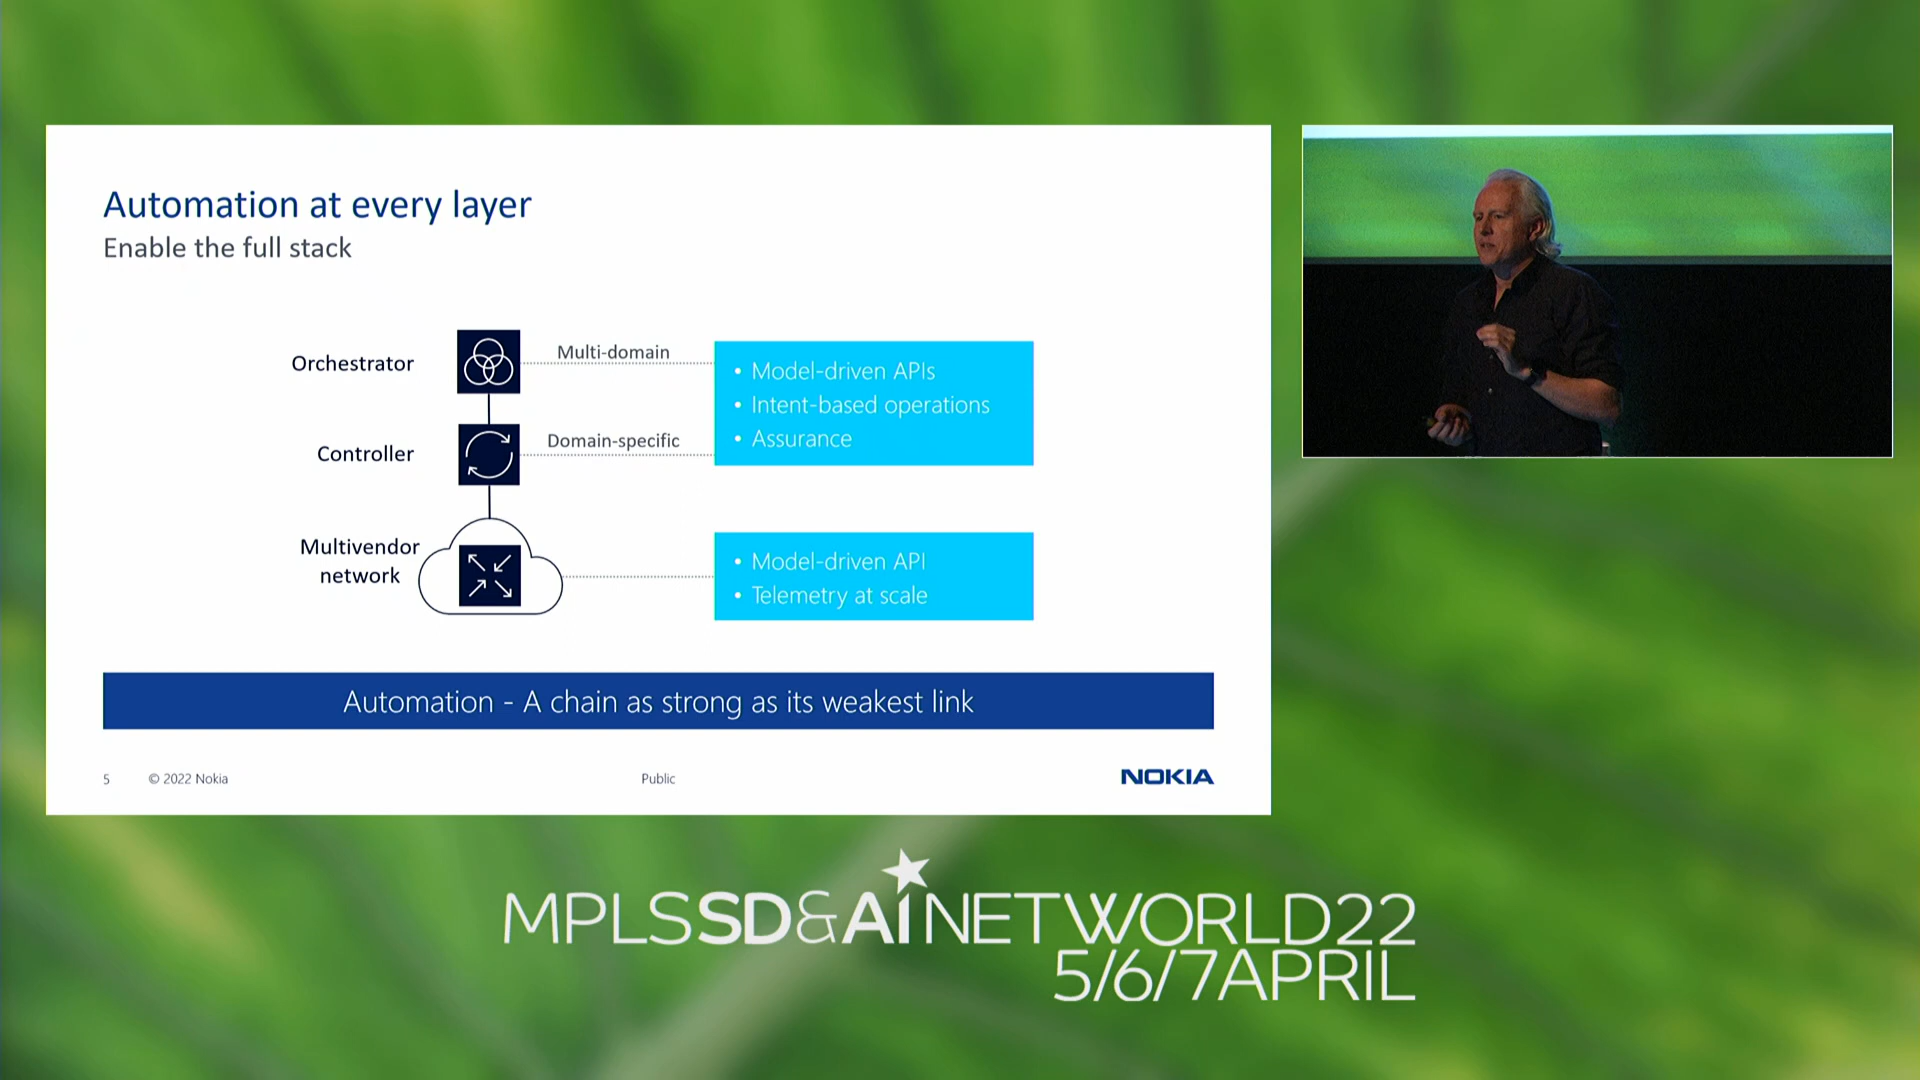 Automation at every layer
Enable the full stack
Orchestrator
Multi-domain
• Model-driven APIs
• Intent-based operations
• Assurance
Controller
Domain-specific
Multivendor
network
• Model-driven API
• Telemetry at scale
Automation - A chain as strong as its weakest link
5
© 2022 Nokia
Public
NOKIA
MPLSSD&AINETWORLD22
5/6/7APRIL